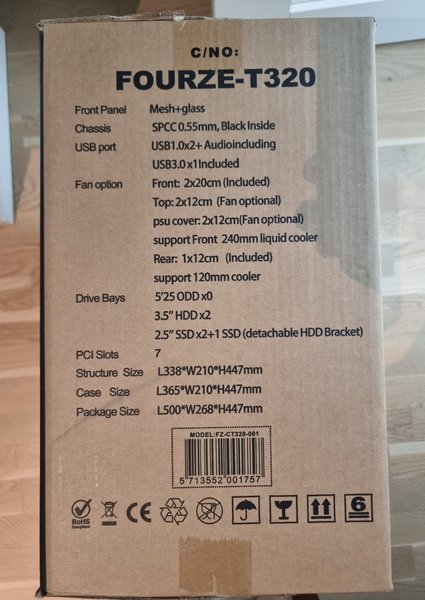 C/NO:
FOURZE-T320
Front Panel Mesh+glass
Chassis SPCC 0.55mm, Black Inside
USB port USB1.0x2+ Audioincluding
USB3.0 x1Included
Fan option Front: 2x20cm (Included)
Top: 2x12cm (Fan optional)
psu cover: 2x12cm(Fan optional)
support Front 240mm liquid cooler
Rear: 1x12cm (Included)
support 120mm cooler
Drive Bays 5'25 ODD x0
3.5" HDD x2
2.5" SSD x2+1 SSD (detachable HDD Bracket)
PCI Slots 7
Structure Size L338*W210*H447mm
Case Size L365*W210*H447mm
Package Size L500*W268*H447mm
MODEL:FZ-CT320-001
5 713552 001757
RoHS
Compliant
CE
6